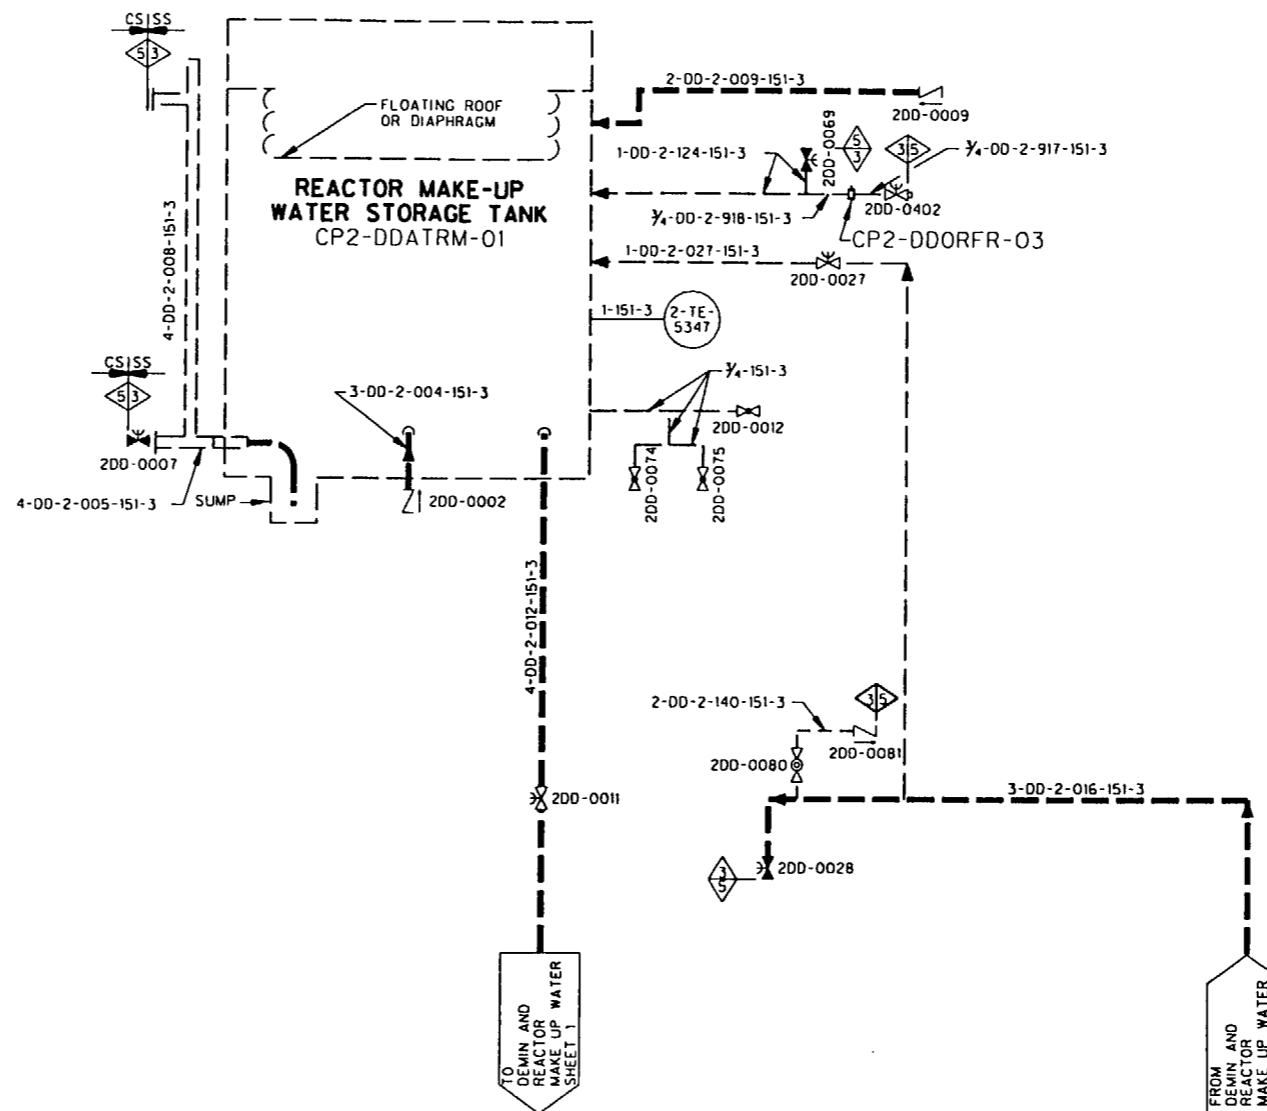 CS SS
5 3
FLOATING ROOF
OR DIAPHRAGM
REACTOR MAKE-UP
WATER STORAGE TANK
CP2-DDATRM-01
4-DD-2-008-151-3
2-DD-2-009-151-3
2DD-0009
1-DD-2-124-151-3
2DD-0069
5
3
3 5
3/4-DD-2-917-151-3
2DD-0402
3/4-DD-2-918-151-3
CP2-DDORFR-03
1-DD-2-027-151-3
2DD-0027
1-151-3
2-TE-
5347
CS SS
5 3
3-DD-2-004-151-3
3/4-151-3
2DD-0012
2DD-0007
4-DD-2-005-151-3
SUMP
2DD-0002
2DD-0074
2DD-0075
4-DD-2-012-151-3
2DD-0011
2-DD-2-140-151-3
3 5
2DD-0081
2DD-0080
3-DD-2-016-151-3
2DD-0028
3
5
TO
DEMIN AND
REACTOR
MAKE UP WATER
SHEET 1
FROM
DEMIN AND
REACTOR
MAKE UP WATER